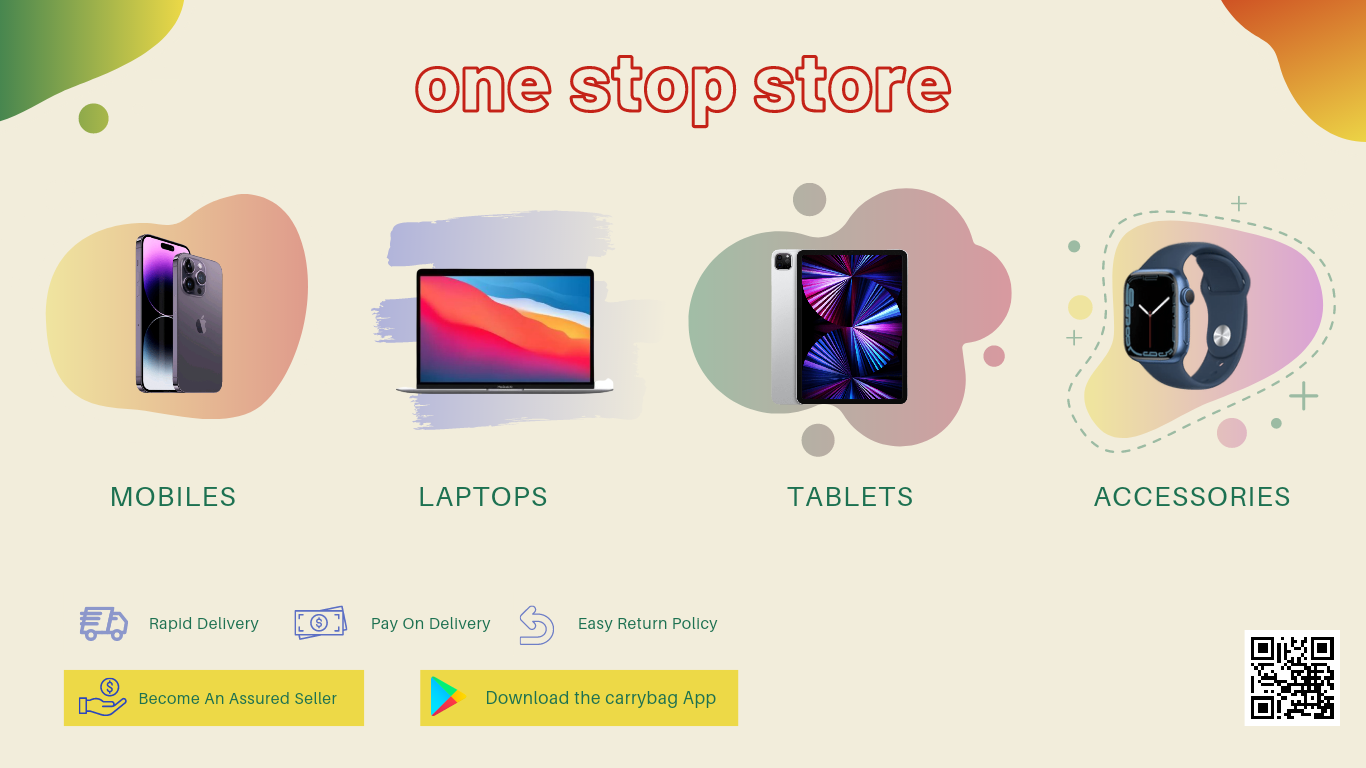 one stop store
MOBILES
LAPTOPS
TABLETS
ACCESSORIES
Rapid Delivery
Pay On Delivery
Easy Return Policy
Become An Assured Seller
Download the carrybag App